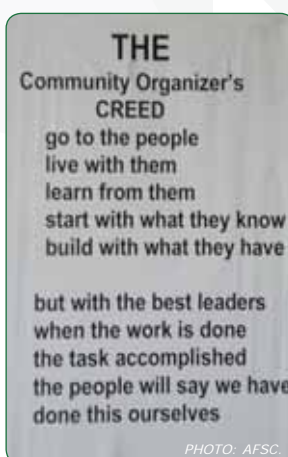 THE
Community Organizer's
CREED
go to the people
live with them
learn from them
start with what they know
build with what they have
but with the best leaders
when the work is done
the task accomplished
the people will say we have
done this ourselves
PHOTO: AFSC.